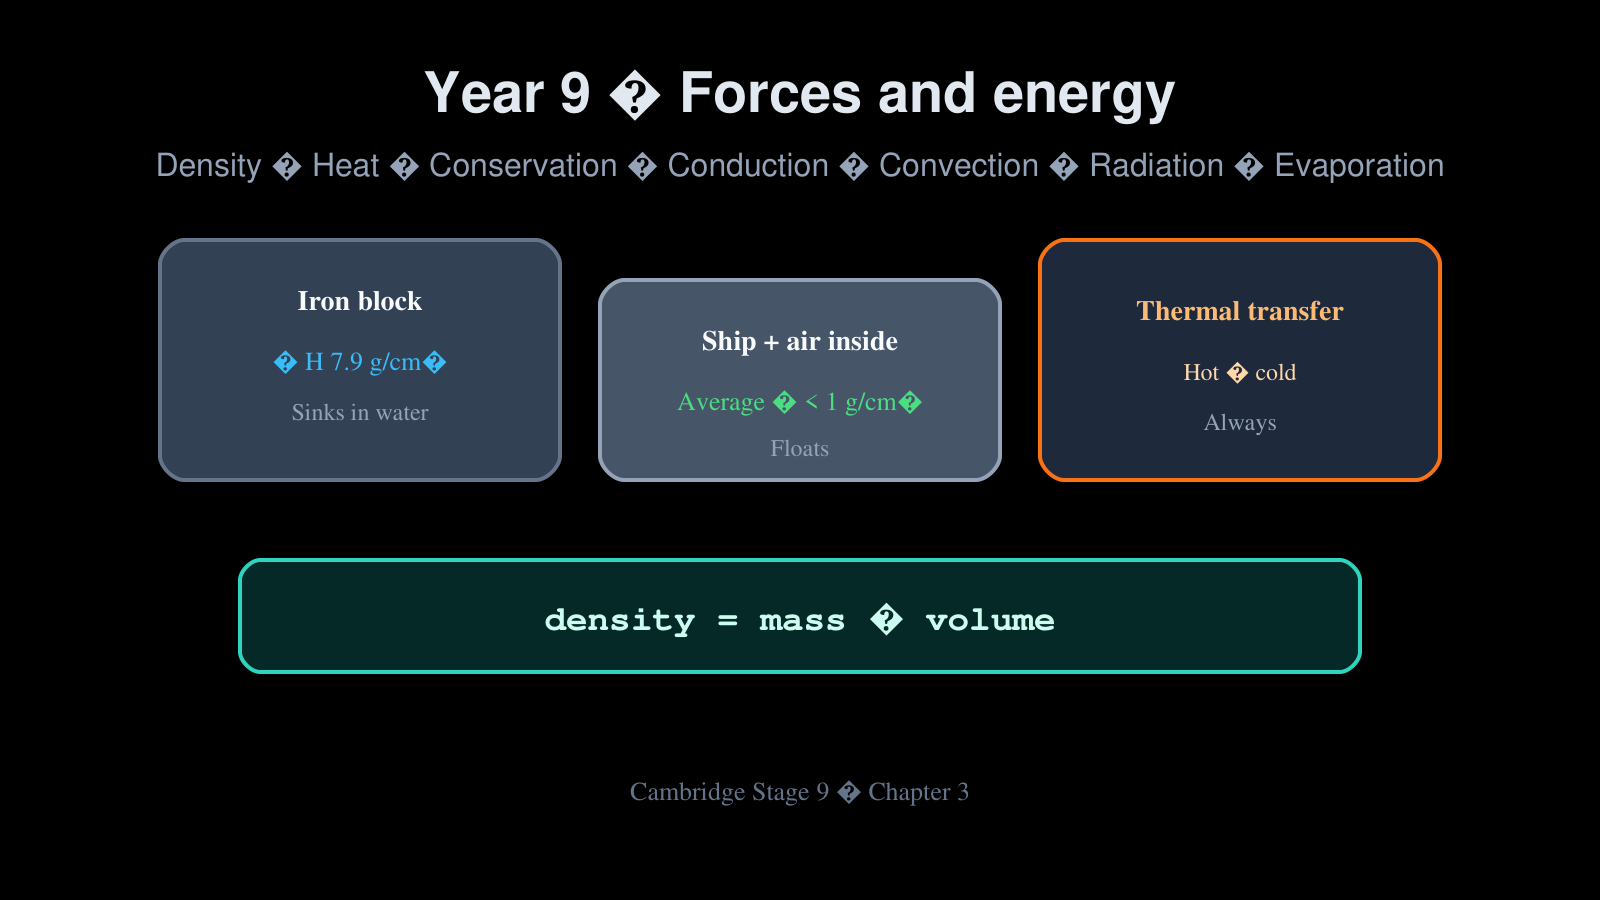 Year 9 � Forces and energy
Density � Heat � Conservation � Conduction � Convection � Radiation � Evaporation
Iron block
� H 7.9 g/cm�
Sinks in water
Ship + air inside
Average � < 1 g/cm�
Floats
Thermal transfer
Hot � cold
Always
density = mass � volume
Cambridge Stage 9 � Chapter 3